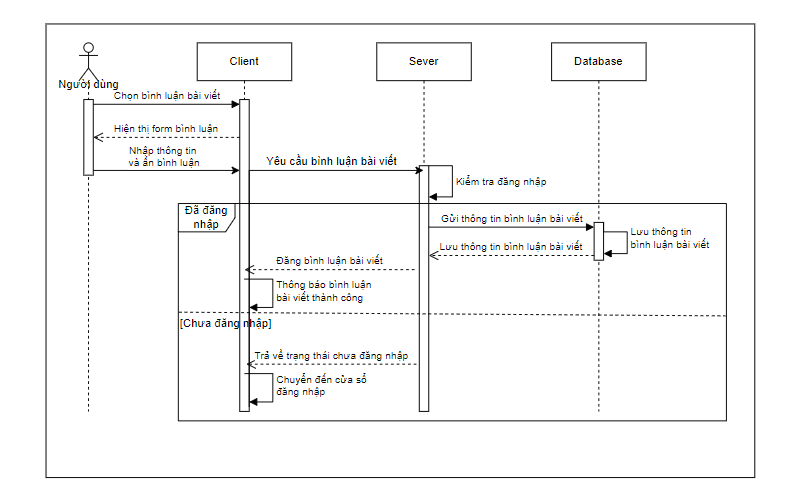 Client
Sever
Database
Người dùng
Chọn bình luận bài viết
Hiện thị form bình luận
Nhập thông tin
và ấn bình luận
Yêu cầu bình luận bài viết
Kiểm tra đăng nhập
Đã đăng
nhập
Gửi thông tin bình luận bài viết
Lưu thông tin
bình luận bài viết
Lưu thông tin bình luận bài viết
Đăng bình luận bài viết
Thông báo bình luận
bài viết thành công
[Chưa đăng nhập]
Trả về trạng thái chưa đăng nhập
Chuyển đến cửa sổ
đăng nhập